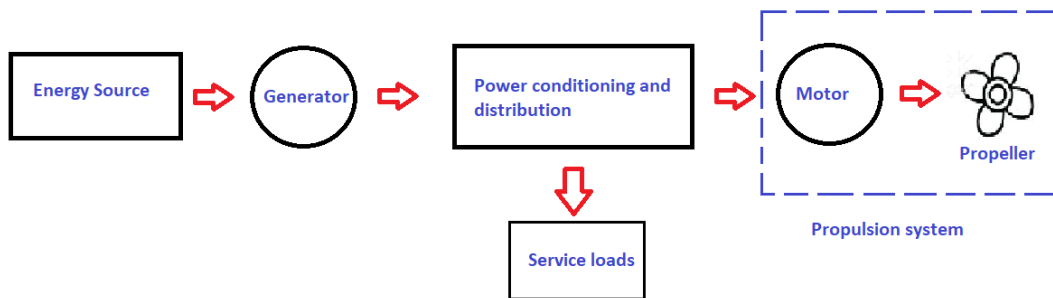 Energy Source
Generator
Power conditioning and
distribution
Motor
Propeller
Propulsion system
Service loads